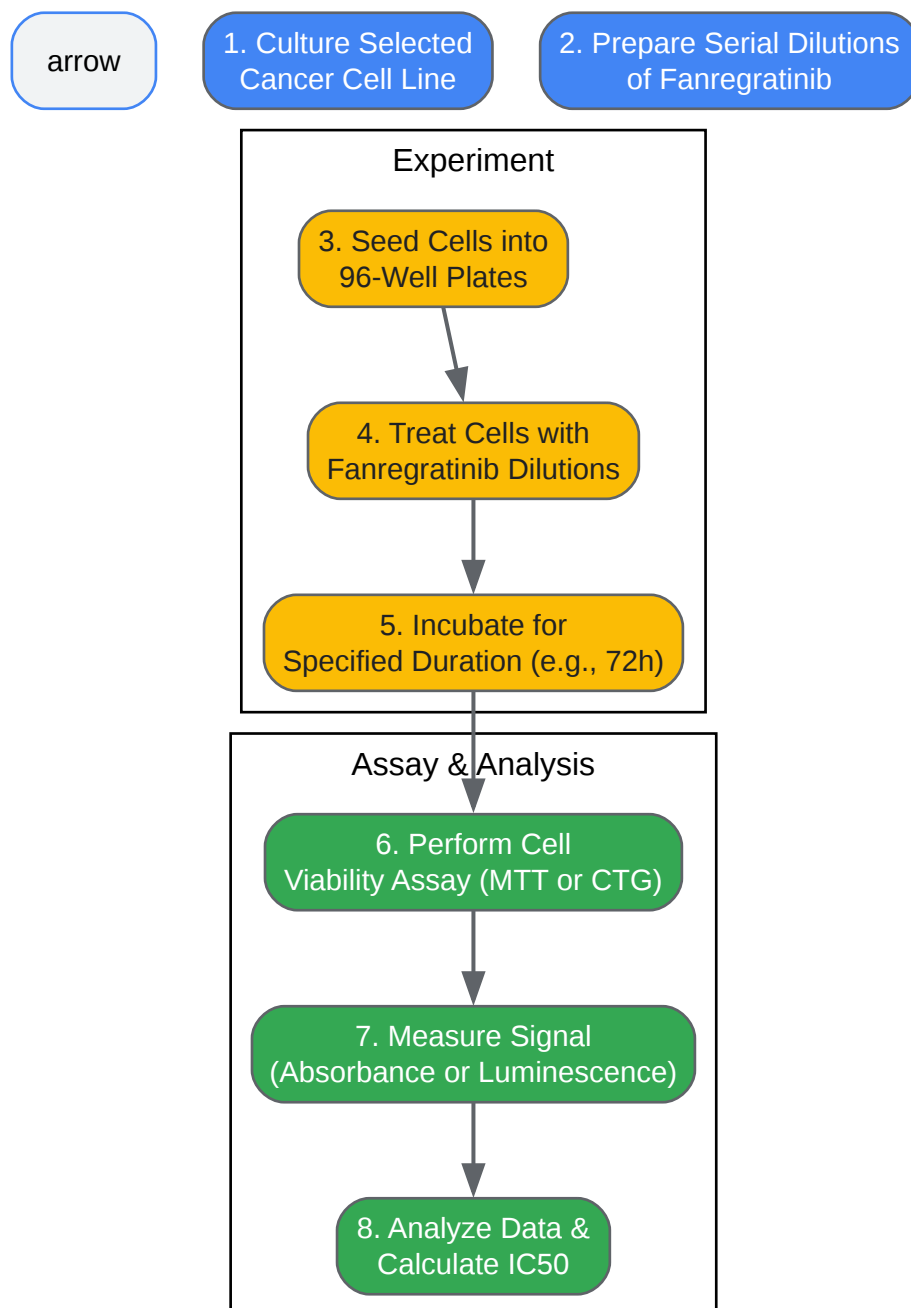 arrow
1. Culture Selected
Cancer Cell Line
2. Prepare Serial Dilutions
of Fanregratinib
Experiment
3. Seed Cells into
96-Well Plates
4. Treat Cells with
Fanregratinib Dilutions
5. Incubate for
Specified Duration (e.g., 72h)
Assay & Analysis
6. Perform Cell
Viability Assay (MTT or CTG)
7. Measure Signal
(Absorbance or Luminescence)
8. Analyze Data &
Calculate IC50